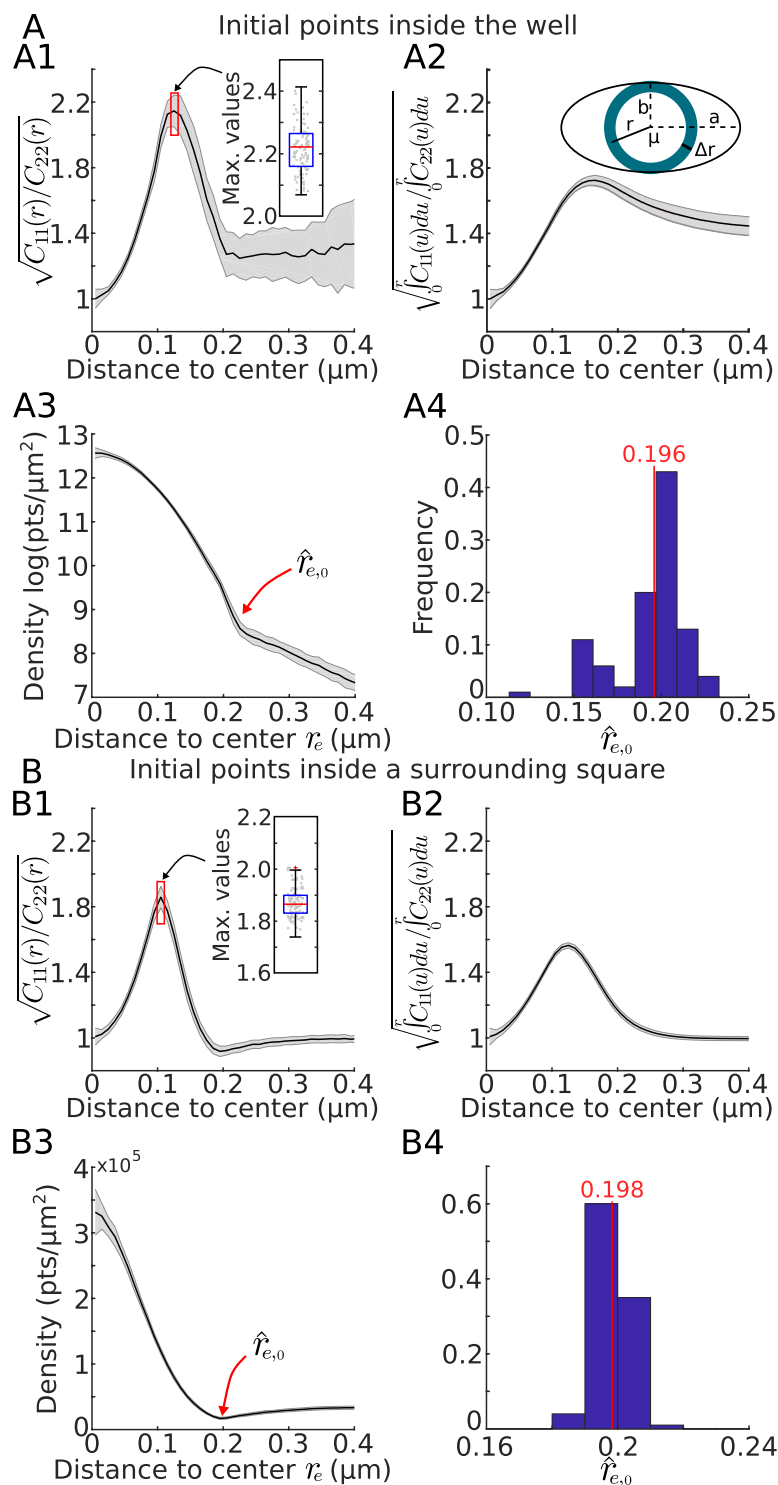 A Initial points inside the well
A1
√C₁₁(r)/C₂₂(r)
2.2
1.8
1.4
1
0 0.1 0.2 0.3 0.4
Distance to center (μm)
Max. values
2.4
2.2
2.0
A2
√∫₀ʳC₁₁(u)du/∫₀ʳC₂₂(u)du
2.2
1.8
1.4
1
0 0.1 0.2 0.3 0.4
Distance to center (μm)
b
r
a
μ
Δr
A3
Density log(pts/μm²)
13
12
11
10
9
8
7
0 0.1 0.2 0.3 0.4
Distance to center rₑ (μm)
r̂ₑ,₀
A4
Frequency
0.5
0.4
0.3
0.2
0.1
0
0.196
0.10 0.15 0.20 0.25
r̂ₑ,₀
B Initial points inside a surrounding square
B1
√C₁₁(r)/C₂₂(r)
2.2
1.8
1.4
1
0 0.1 0.2 0.3 0.4
Distance to center (μm)
Max. values
2.2
2.0
1.8
1.6
B2
√∫₀ʳC₁₁(u)du/∫₀ʳC₂₂(u)du
2.2
1.8
1.4
1
0 0.1 0.2 0.3 0.4
Distance to center (μm)
B3
×10⁵
Density (pts/μm²)
4
3
2
1
0
0 0.1 0.2 0.3 0.4
Distance to center rₑ (μm)
r̂ₑ,₀
B4
0.6
0.4
0.2
0
0.198
0.16 0.2 0.24
r̂ₑ,₀